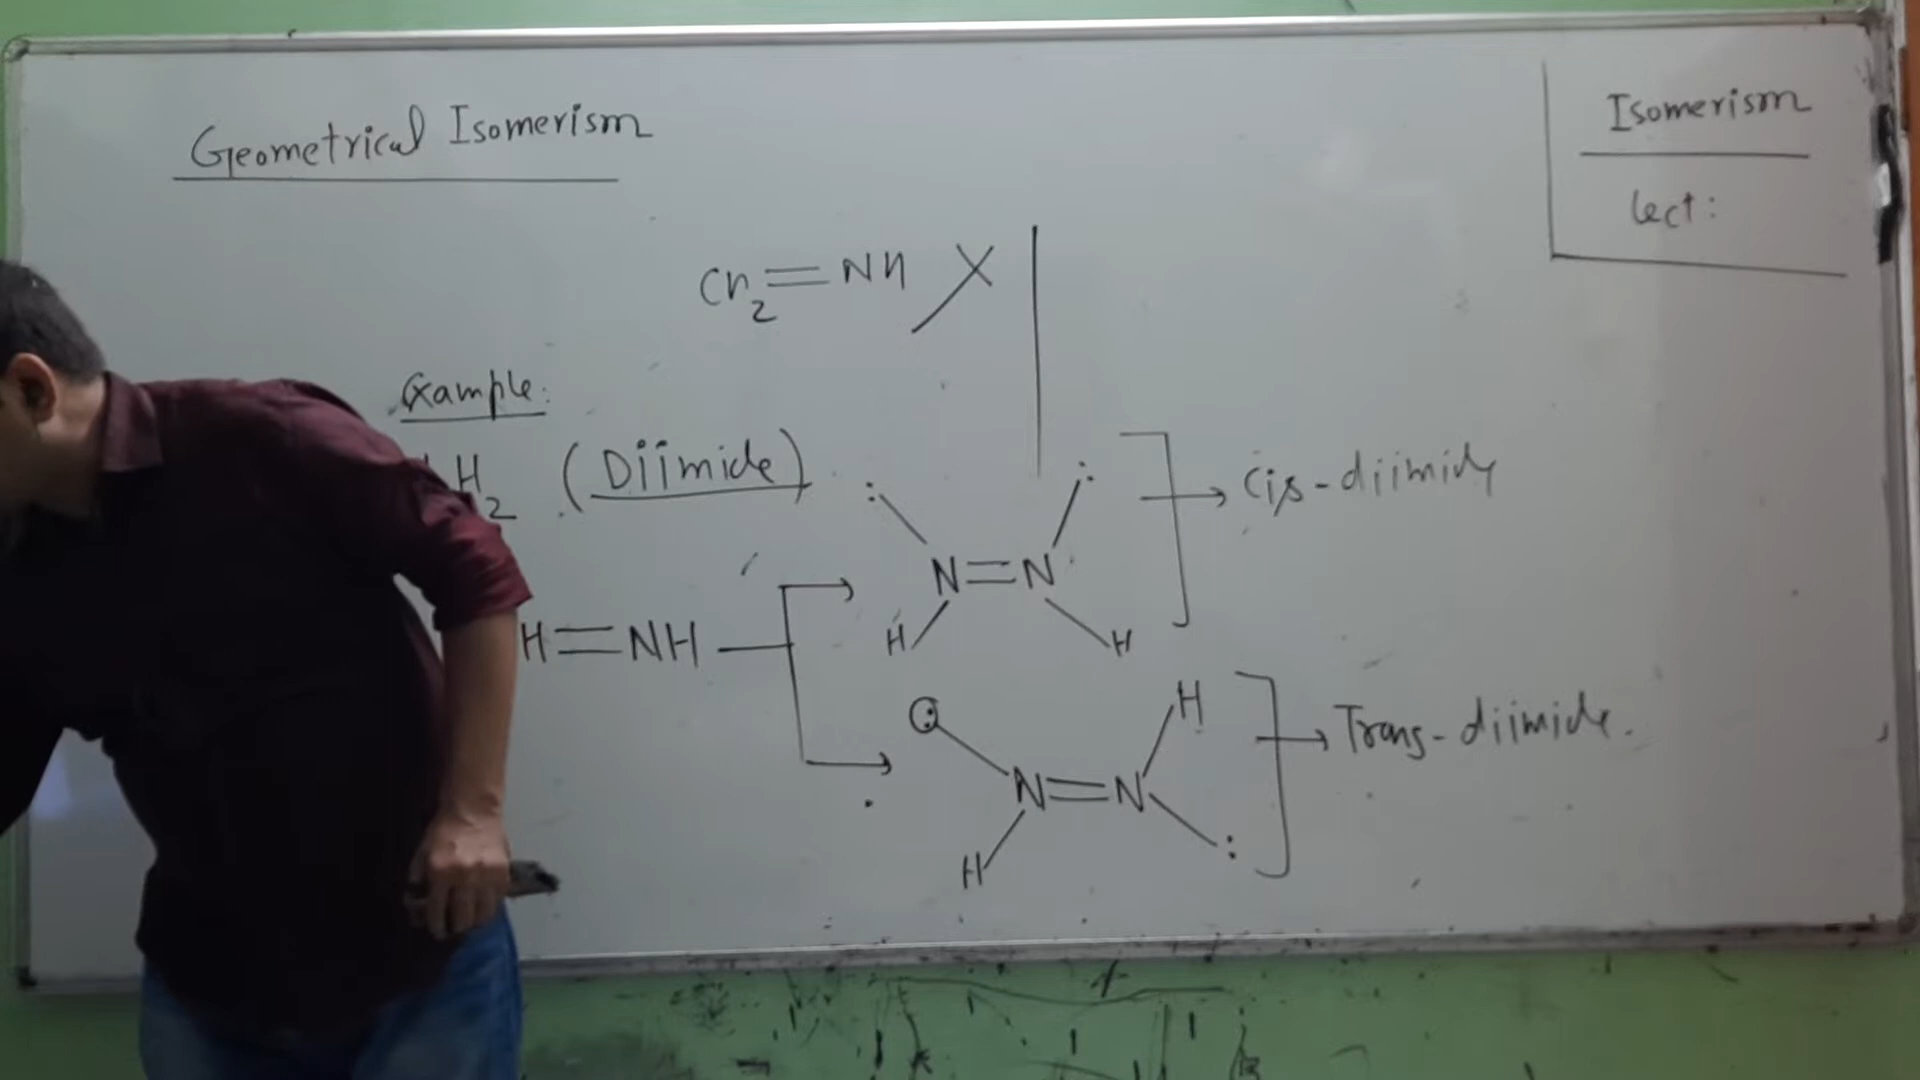 Geometrical Isomerism
Isomerism
Lect:
CH₂=NH X
Example:
H₂ (Diimide)
: :
N=N
H H
→ Cis-diimide
H=NH
: H
N=N
H :
→ Trans-diimide.